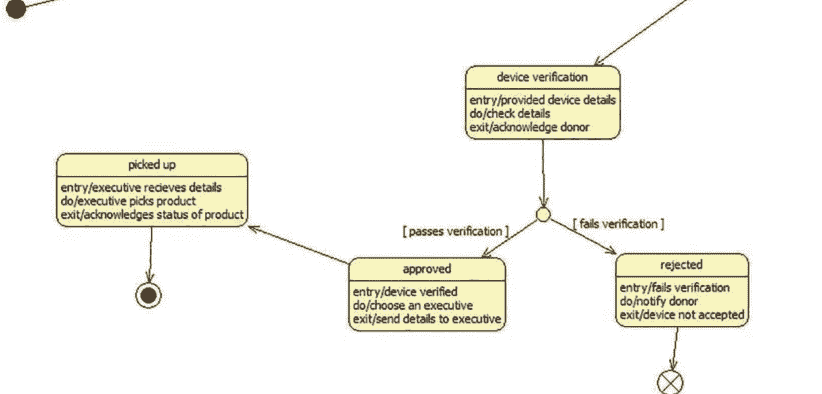 device verification
entry/provided device details
do/check details
exit/acknowledge donor
picked up
entry/executive recieves details
do/executive picks product
exit/acknowledges status of product
[ passes verification ]
[ fails verification ]
approved
entry/device verified
do/choose an executive
exit/send details to executive
rejected
entry/fails verification
do/notify donor
exit/device not accepted